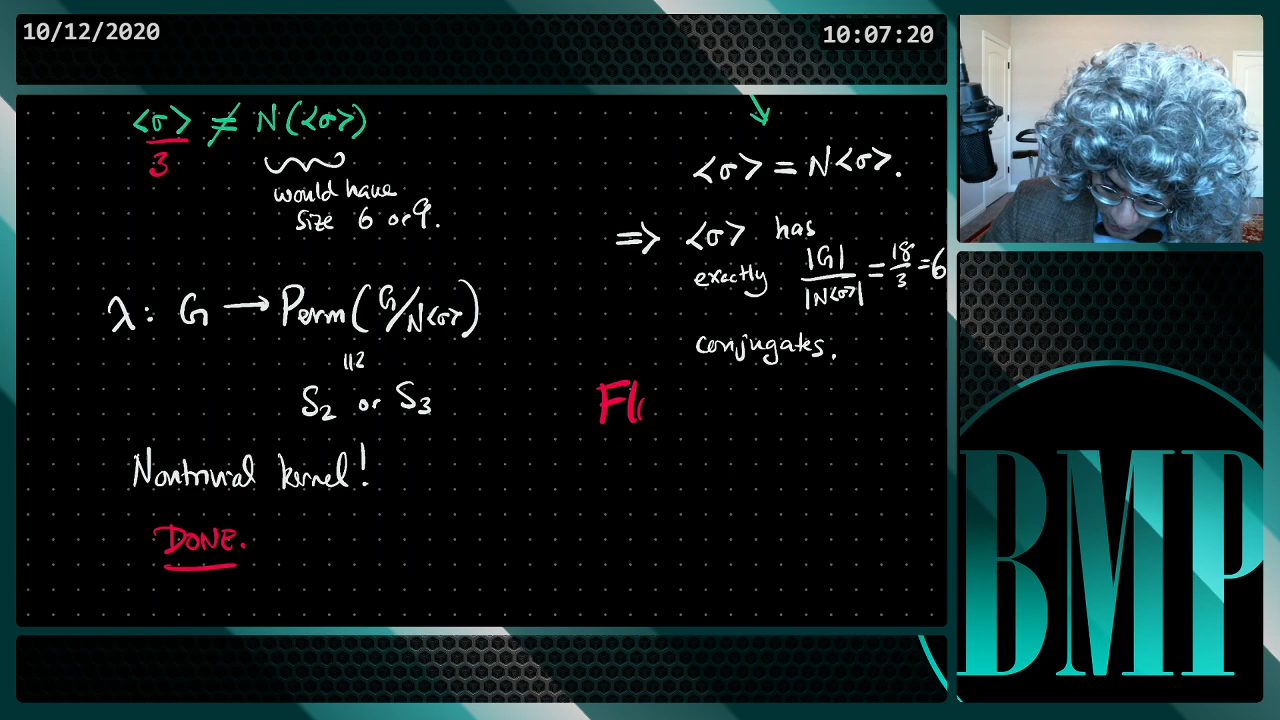 10/12/2020
10:07:20
<σ> ≠ N(<σ>)
3
would have
size 6 or 9.
λ: G → Perm(G/N<σ>)
≅
S₂ or S₃
Nontrivial kernel!
DONE.
<σ> = N<σ>.
⇒ <σ> has
exactly |G|/|N<σ>| = 18/3 = 6
conjugates.
BMP